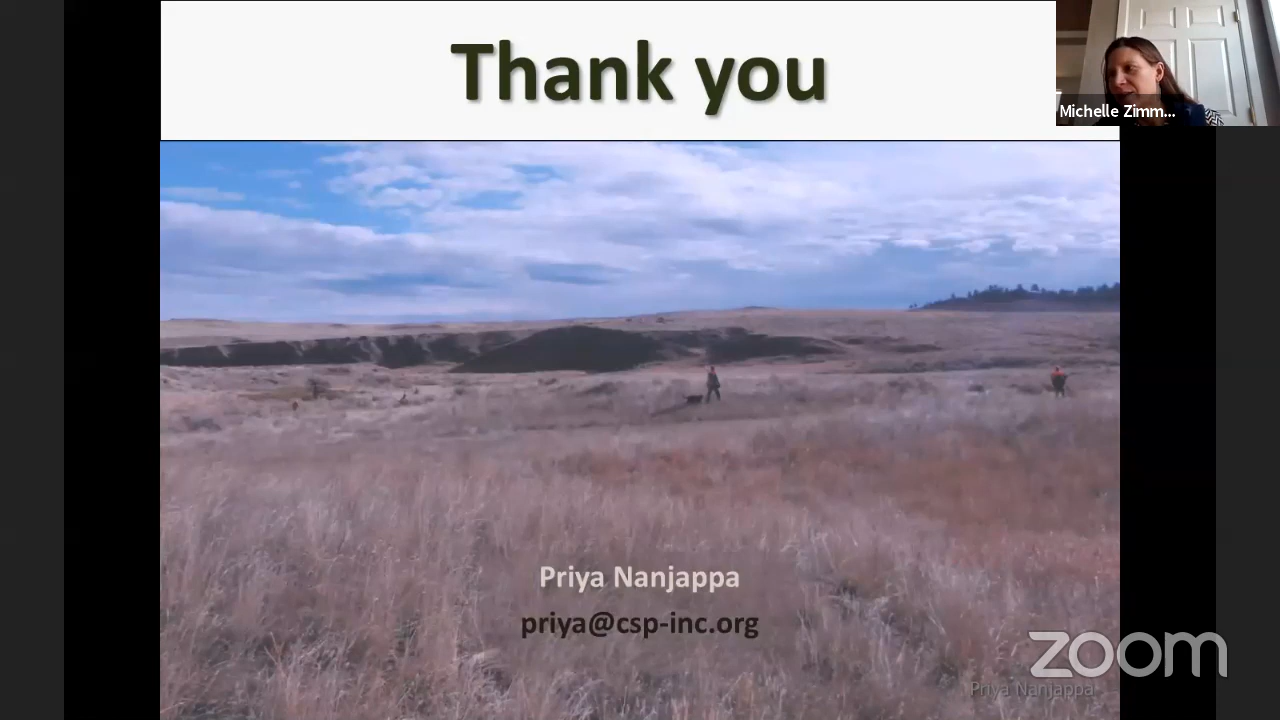 Thank you
Michelle Zimm...
Priya Nanjappa
priya@csp-inc.org
zoom
Priya Nanjappa